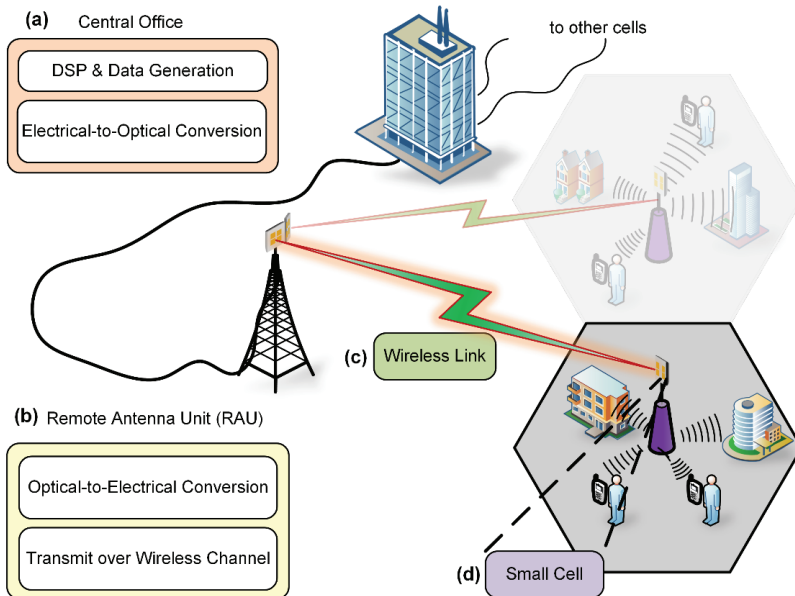 (a) Central Office
DSP & Data Generation
Electrical-to-Optical Conversion
to other cells
(c) Wireless Link
(b) Remote Antenna Unit (RAU)
Optical-to-Electrical Conversion
Transmit over Wireless Channel
(d) Small Cell